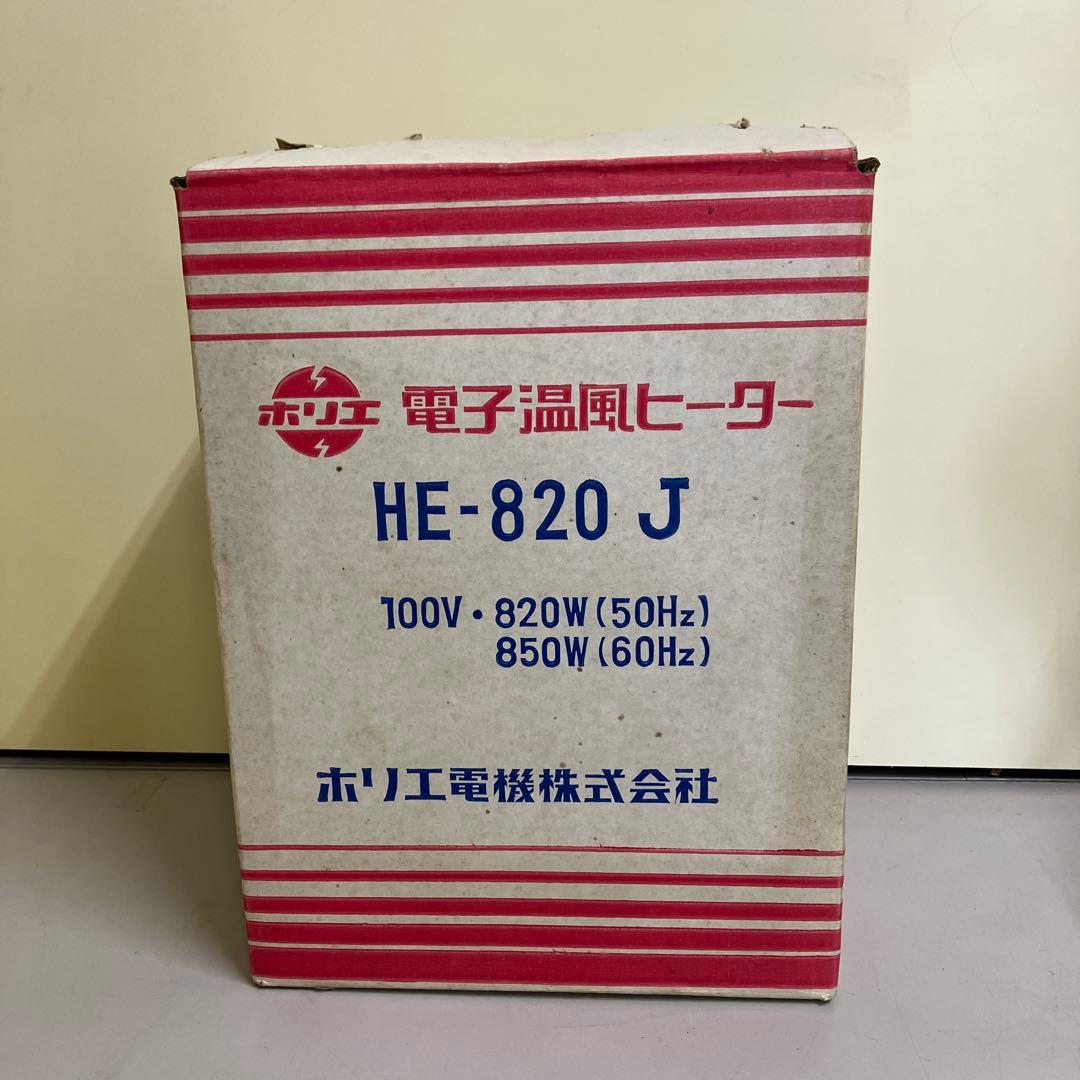 ホリエ 電子温風ヒーター
HE-820 J
100V・820W(50Hz)
850W(60Hz)
ホリエ電機株式会社